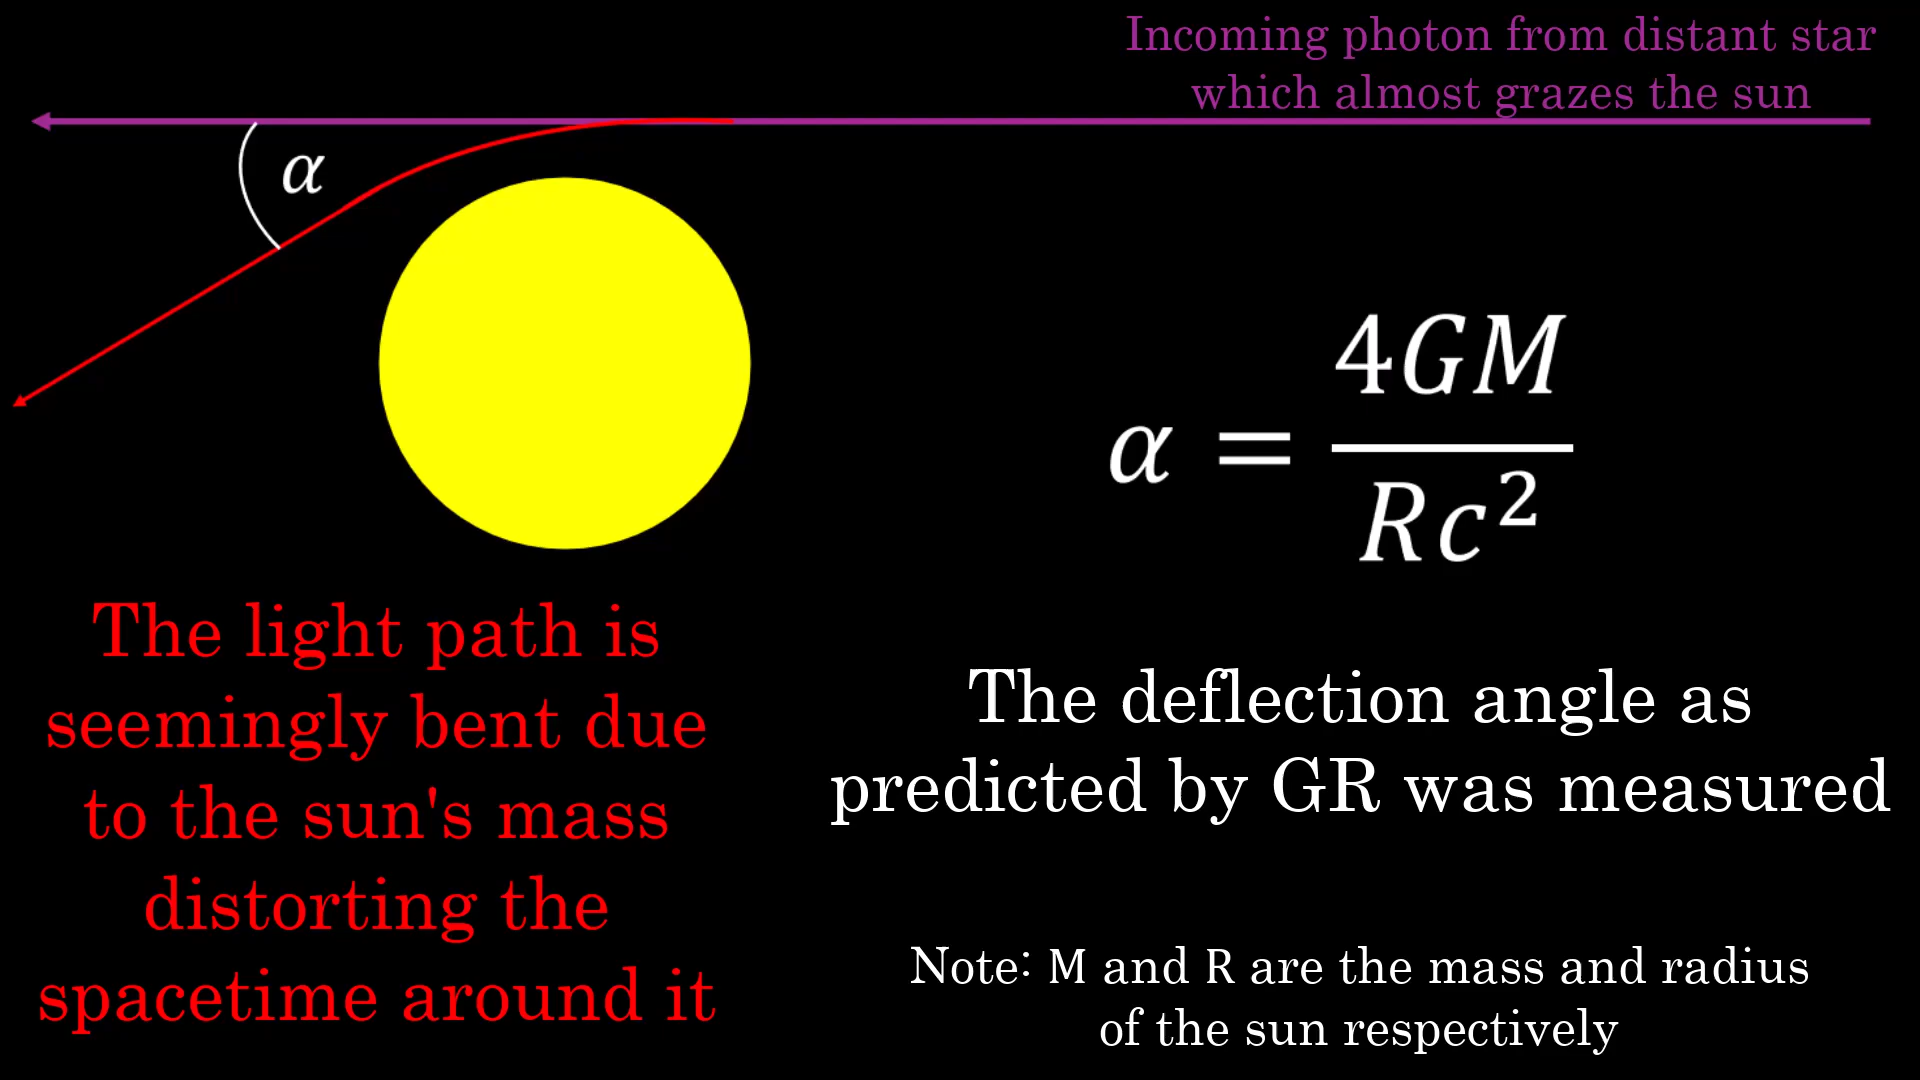 Incoming photon from distant star
which almost grazes the sun
α
α = 4GM / Rc²
The light path is
seemingly bent due
to the sun's mass
distorting the
spacetime around it
The deflection angle as
predicted by GR was measured
Note: M and R are the mass and radius
of the sun respectively